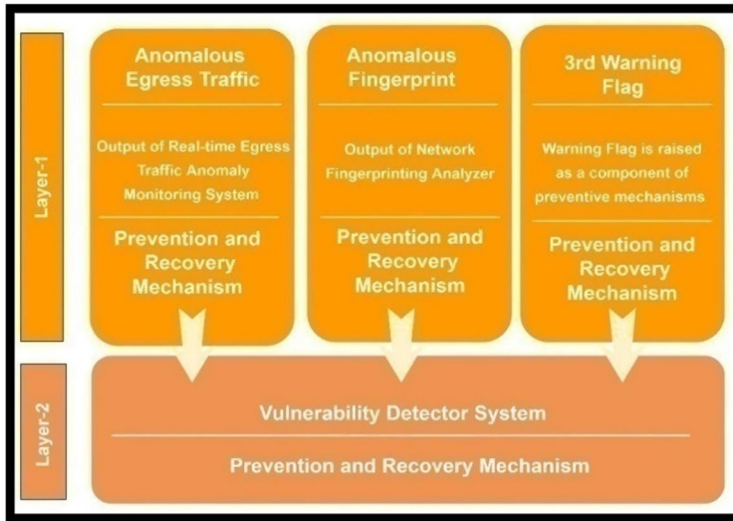 Layer-1
Anomalous
Egress Traffic
Output of Real-time Egress
Traffic Anomaly
Monitoring System
Prevention and
Recovery
Mechanism
Anomalous
Fingerprint
Output of Network
Fingerprinting Analyzer
Prevention and
Recovery
Mechanism
3rd Warning
Flag
Warning Flag is raised
as a component of
preventive mechanisms
Prevention and
Recovery
Mechanism
Layer-2
Vulnerability Detector System
Prevention and Recovery Mechanism